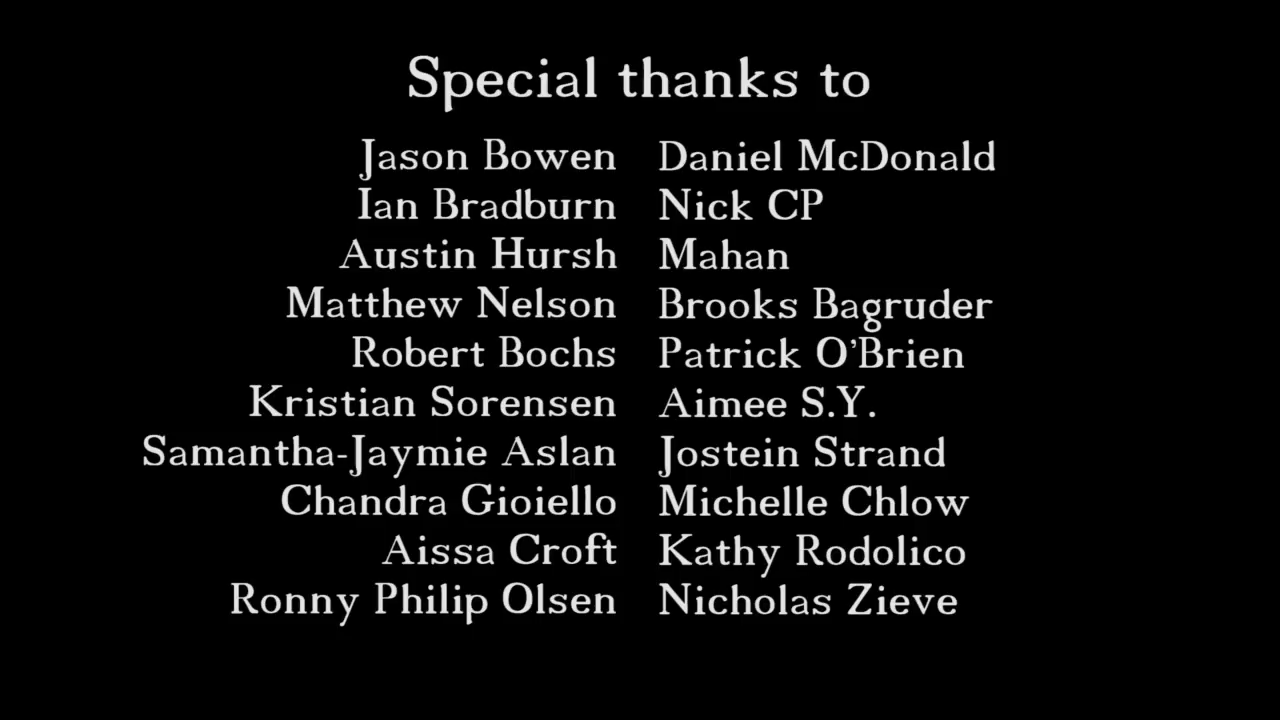 Special thanks to
Jason Bowen Daniel McDonald
Ian Bradburn Nick CP
Austin Hursh Mahan
Matthew Nelson Brooks Bagruder
Robert Bochs Patrick O'Brien
Kristian Sorensen Aimee S.Y.
Samantha-Jaymie Aslan Jostein Strand
Chandra Gioiello Michelle Chlow
Aissa Croft Kathy Rodolico
Ronny Philip Olsen Nicholas Zieve